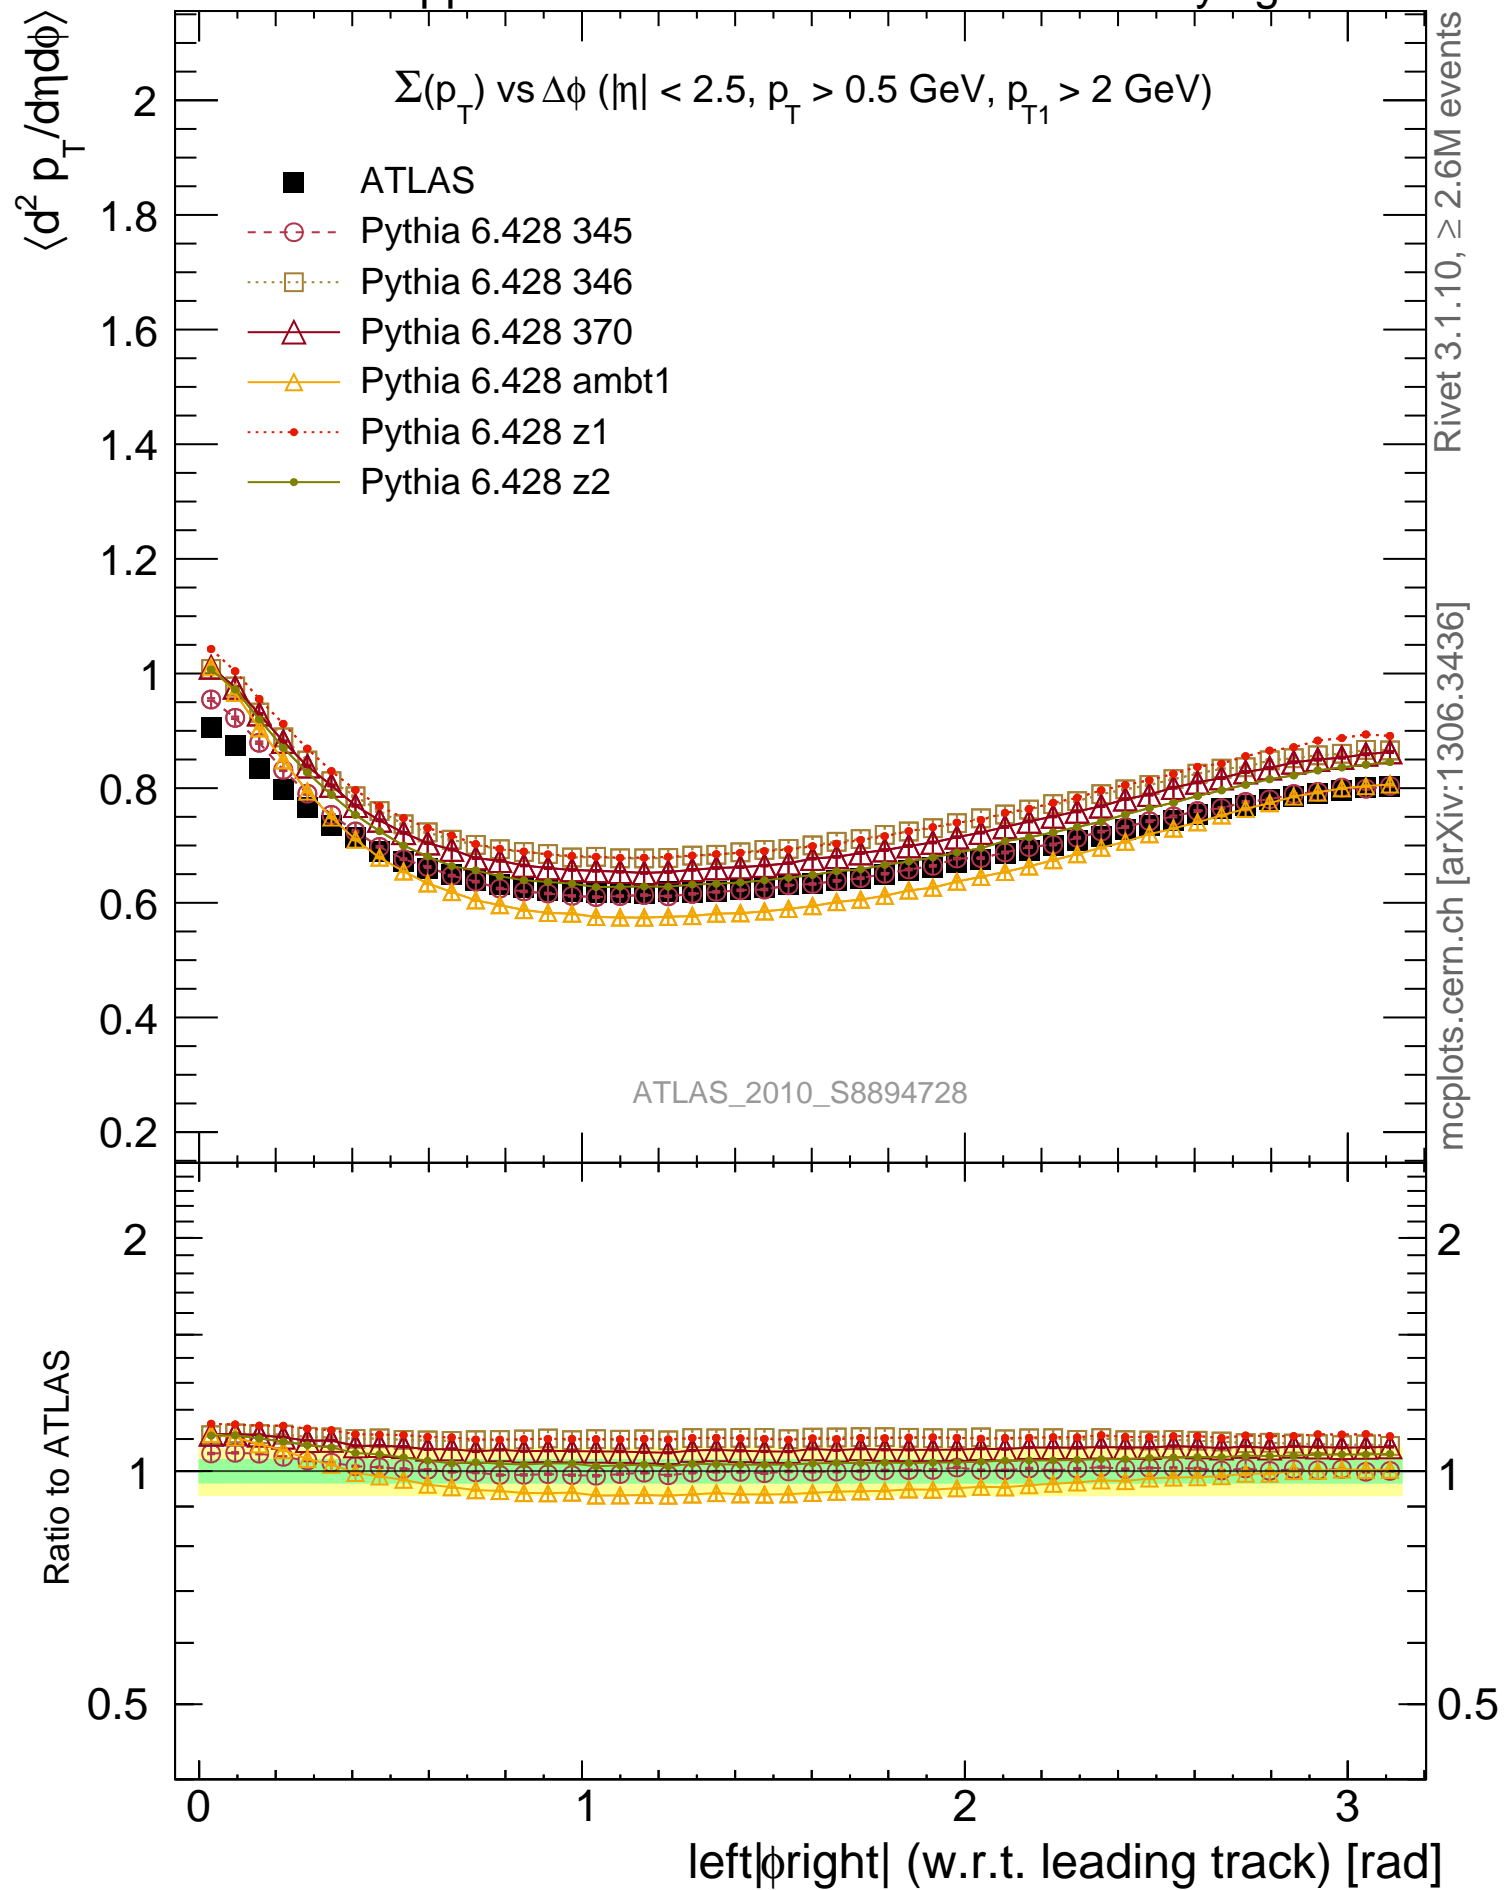 ⟨d² p_T/dηdϕ⟩
Σ(p_T) vs Δϕ (|η| < 2.5, p_T > 0.5 GeV, p_T1 > 2 GeV)
ATLAS
Pythia 6.428 345
Pythia 6.428 346
Pythia 6.428 370
Pythia 6.428 ambt1
Pythia 6.428 z1
Pythia 6.428 z2
2
1.8
1.6
1.4
1.2
1
0.8
0.6
0.4
0.2
ATLAS_2010_S8894728
Rivet 3.1.10, ≥ 2.6M events
mcplots.cern.ch [arXiv:1306.3436]
Ratio to ATLAS
2
1
0.5
2
1
0.5
0 1 2 3
left|ϕright| (w.r.t. leading track) [rad]